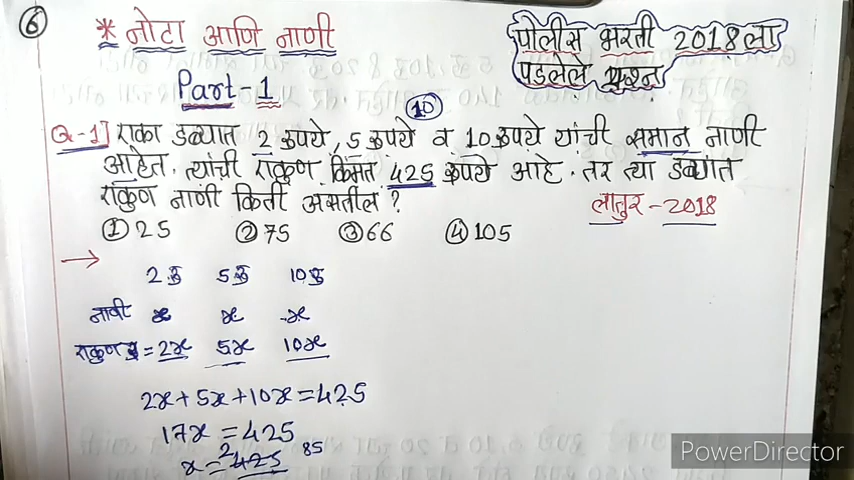 6
* नोटा आणि नाणी
पोलीस भरती 2018ला
पडलेले प्रश्न
Part-1
10
Q-1] एका डब्यात 2 रुपये, 5 रुपये व 10 रुपये यांची समान नाणी
आहेत. त्यांची एकुण किंमत 425 रुपये आहे. तर त्या डब्यात
एकुण नाणी किती असतील?
लातुर-2018
① 25 ② 75 ③ 66 ④ 105
→
2रु 5रु 10रु
नाणी x x x
एकुण रु = 2x 5x 10x
2x+5x+10x=425
17x = 425
x = 425 85
PowerDirector